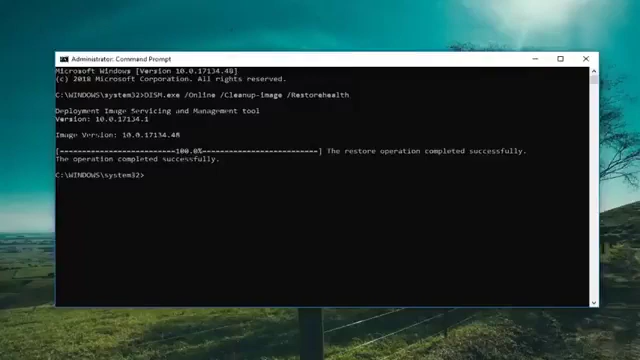 Administrator: Command Prompt
Microsoft Windows [Version 10.0.17134.48]
(c) 2018 Microsoft Corporation. All rights reserved.
C:\WINDOWS\system32>DISM.exe /Online /Cleanup-image /Restorehealth
Deployment Image Servicing and Management tool
Version: 10.0.17134.1
Image Version: 10.0.17134.48
[==========================100.0%==========================] The restore operation completed successfully.
The operation completed successfully.
C:\WINDOWS\system32>